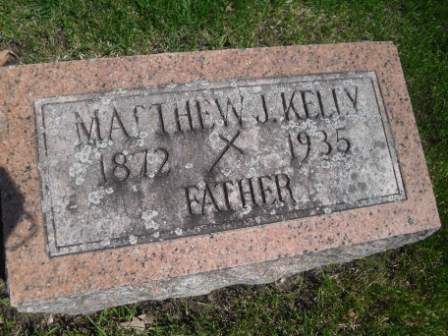 MATTHEW J. KELLY
1872 1935
FATHER